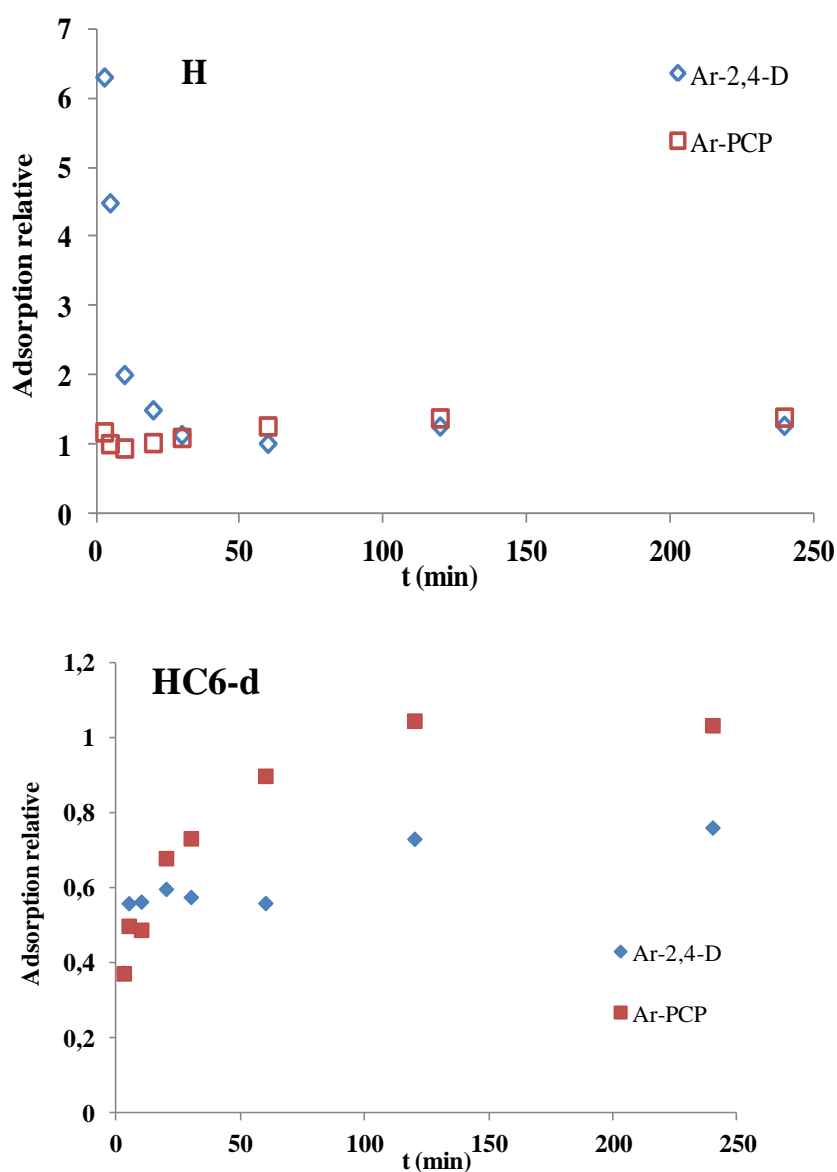 7
H
Ar-2,4-D
6
Ar-PCP
5
4
3
2
1
0
Adsorption relative
0 50 100 150 200 250
t (min)
1,2
HC6-d
1
0,8
0,6
0,4
0,2
0
Adsorption relative
Ar-2,4-D
Ar-PCP
0 50 100 150 200 250
t (min)